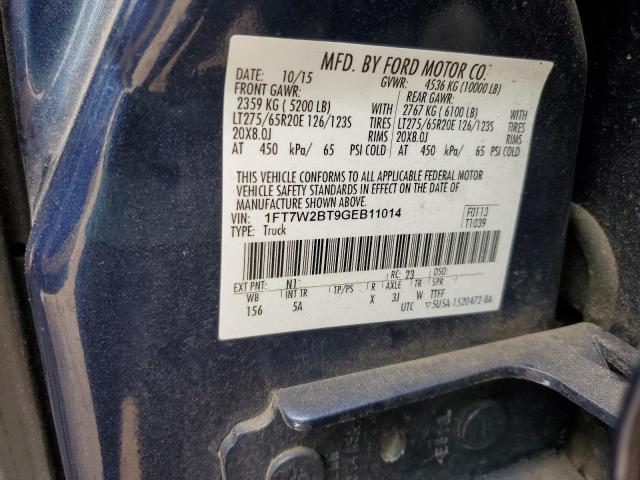 MFD. BY FORD MOTOR CO.
DATE: 10/15 GVWR: 4536 KG (10000 LB)
FRONT GAWR: REAR GAWR:
2359 KG ( 5200 LB) WITH 2767 KG ( 6100 LB) WITH
LT275/65R20E 126/123S TIRES LT275/65R20E 126/123S TIRES
20X8.0J RIMS 20X8.0J RIMS
AT 450 kPa/ 65 PSI COLD AT 450 kPa/ 65 PSI COLD
THIS VEHICLE CONFORMS TO ALL APPLICABLE FEDERAL MOTOR
VEHICLE SAFETY STANDARDS IN EFFECT ON THE DATE OF
MANUFACTURE SHOWN ABOVE.
VIN: 1FT7W2BT9GEB11014 F0113
TYPE: Truck T1039
EXT PNT: N1 RC: 23 DSO:
WB INT TR TP/PS R AXLE TR SPR
156 5A X 3J W TTFF
UTC ▽5U5A-1520472-BA